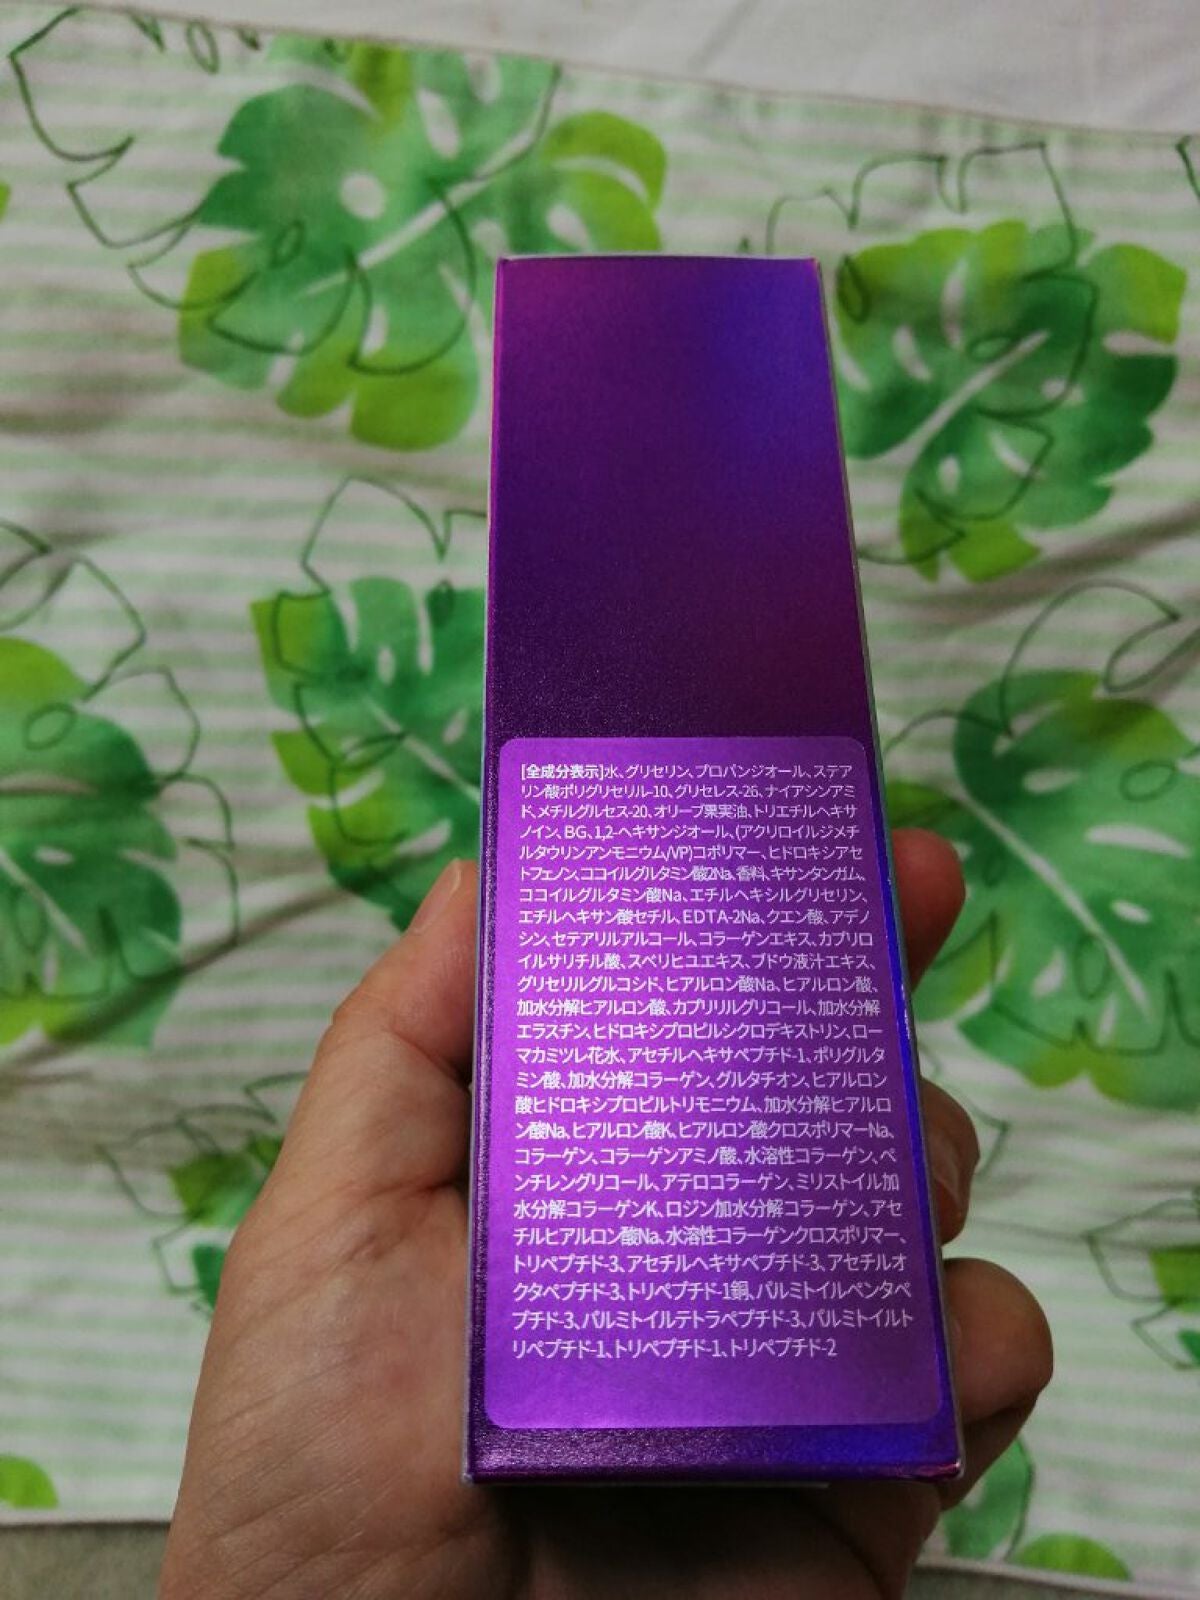 [全成分表示]水、グリセリン、プロパンジオール、ステア
リン酸ポリグリセリル-10、グリセレス-26、ナイアシンアミ
ド、メチルグルセス-20、オリーブ果実油、トリエチルヘキサ
ノイン、BG、1,2-ヘキサンジオール、(アクリロイルジメチ
ルタウリンアンモニウム/VP)コポリマー、ヒドロキシアセ
トフェノン、ココイルグルタミン酸2Na、香料、キサンタンガム、
ココイルグルタミン酸Na、エチルヘキシルグリセリン、
エチルヘキサン酸セチル、EDTA-2Na、クエン酸、アデノ
シン、セテアリルアルコール、コラーゲンエキス、カプリロ
イルサリチル酸、スベリヒユエキス、ブドウ液汁エキス、
グリセリルグルコシド、ヒアルロン酸Na、ヒアルロン酸、
加水分解ヒアルロン酸、カプリリルグリコール、加水分解
エラスチン、ヒドロキシプロピルシクロデキストリン、ロー
マカミツレ花水、アセチルヘキサペプチド-1、ポリグルタ
ミン酸、加水分解コラーゲン、グルタチオン、ヒアルロン
酸ヒドロキシプロピルトリモニウム、加水分解ヒアルロ
ン酸Na、ヒアルロン酸K、ヒアルロン酸クロスポリマーNa、
コラーゲン、コラーゲンアミノ酸、水溶性コラーゲン、ペ
ンチレングリコール、アテロコラーゲン、ミリストイル加
水分解コラーゲンK、ロジン加水分解コラーゲン、アセ
チルヒアルロン酸Na、水溶性コラーゲンクロスポリマー、
トリペプチド-3、アセチルヘキサペプチド-3、アセチルオ
クタペプチド-3、トリペプチド-1銅、パルミトイルペンタペ
プチド-3、パルミトイルテトラペプチド-3、パルミトイルト
リペプチド-1、トリペプチド-1、トリペプチド-2